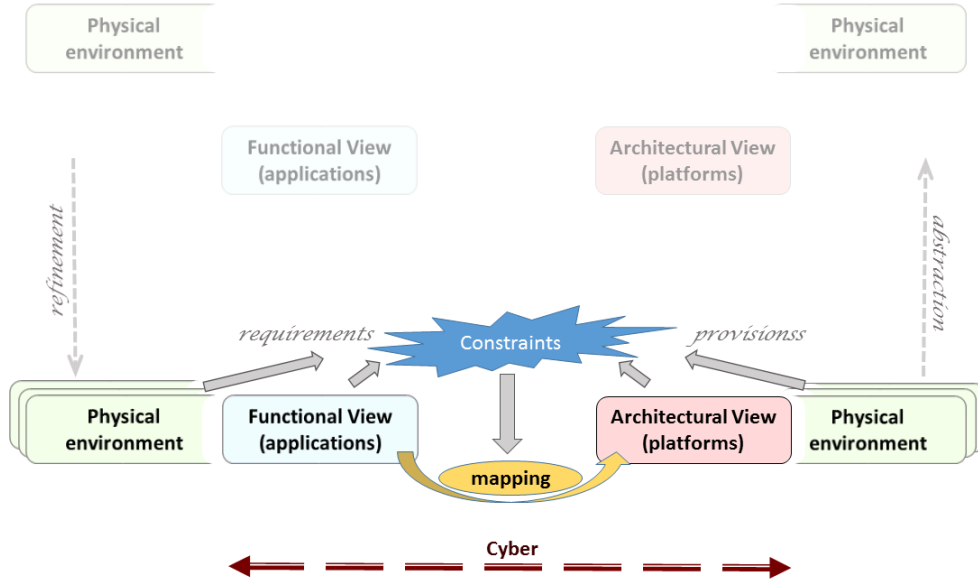 Physical
environment
Physical
environment
Functional View
(applications)
Architectural View
(platforms)
refinement
abstraction
requirements
Constraints
provisionss
Physical
environment
Functional View
(applications)
Architectural View
(platforms)
Physical
environment
mapping
Cyber